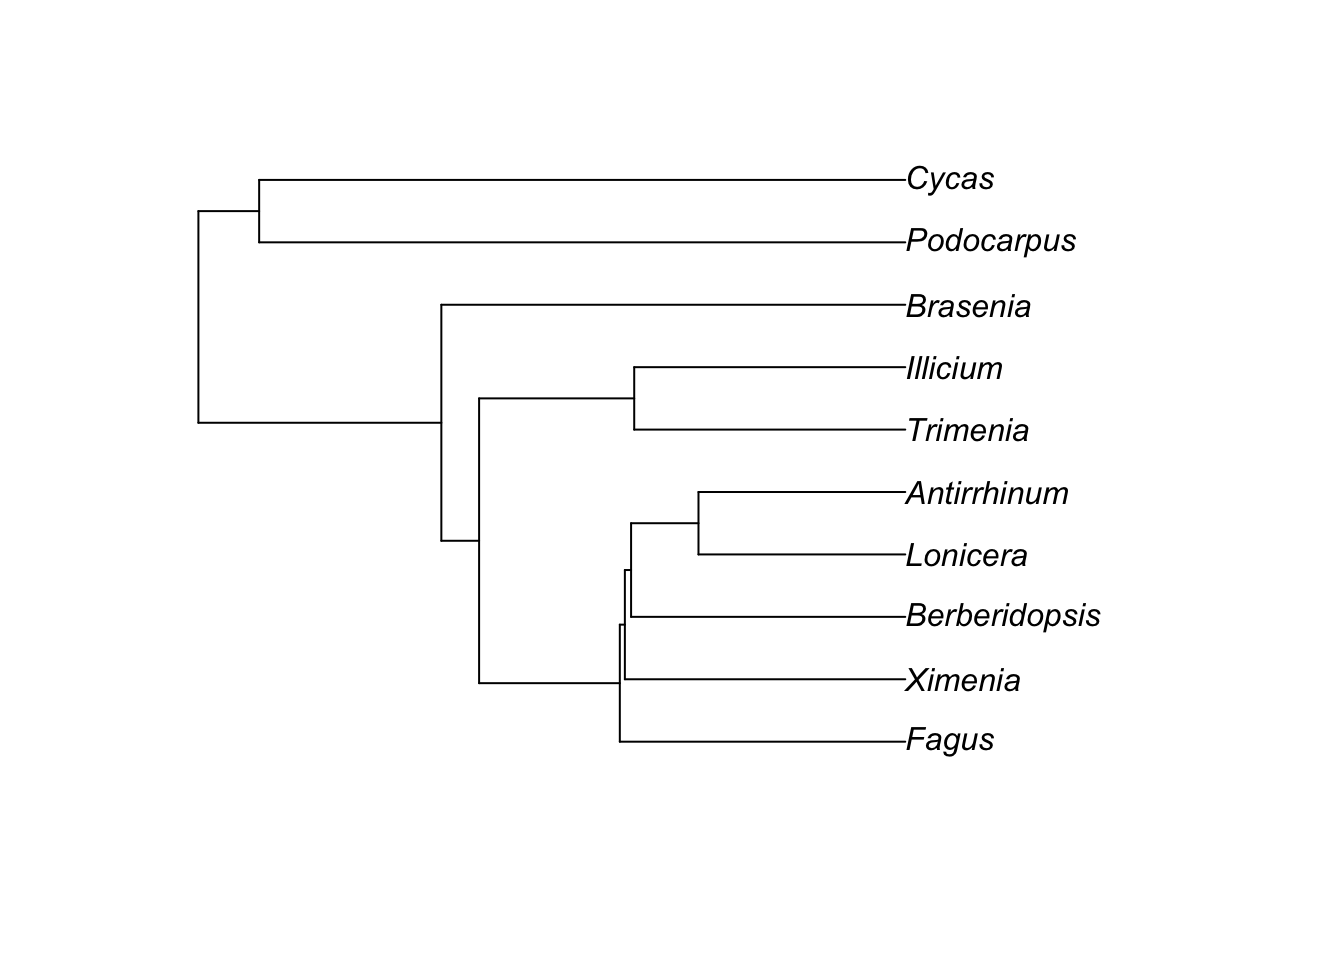 Cycas
Podocarpus
Brasenia
Illicium
Trimenia
Antirrhinum
Lonicera
Berberidopsis
Ximenia
Fagus